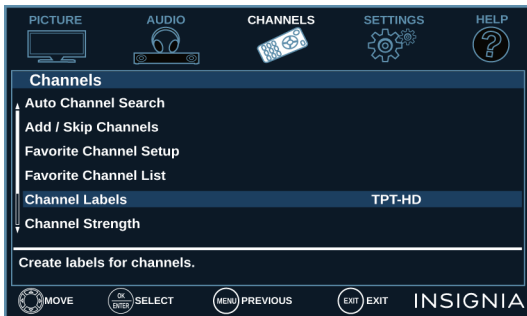 PICTURE AUDIO CHANNELS SETTINGS HELP
?
Channels
Auto Channel Search
Add / Skip Channels
Favorite Channel Setup
Favorite Channel List
Channel Labels TPT-HD
Channel Strength
Create labels for channels.
MOVE OK ENTER SELECT MENU PREVIOUS EXIT EXIT INSIGNIA